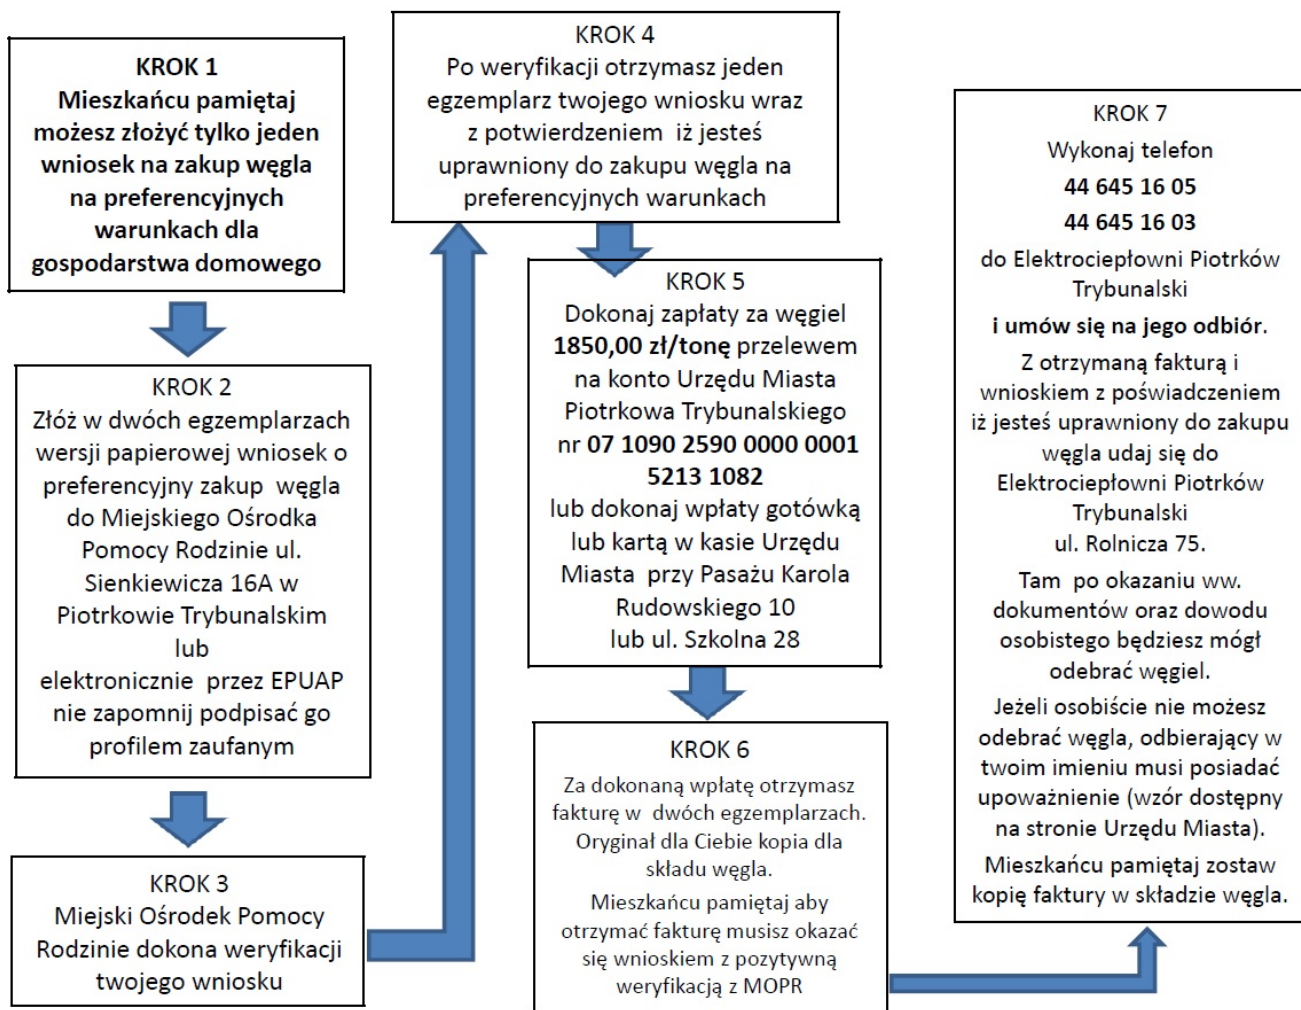 KROK 1
Mieszkańcu pamiętaj
możesz złożyć tylko jeden
wniosek na zakup węgla
na preferencyjnych
warunkach dla
gospodarstwa domowego
KROK 2
Złóż w dwóch egzemplarzach
wersji papierowej wniosek o
preferencyjny zakup węgla
do Miejskiego Ośrodka
Pomocy Rodzinie ul.
Sienkiewicza 16A w
Piotrkowie Trybunalskim
lub
elektronicznie przez EPUAP
nie zapomnij podpisać go
profilem zaufanym
KROK 3
Miejski Ośrodek Pomocy
Rodzinie dokona weryfikacji
twojego wniosku
KROK 4
Po weryfikacji otrzymasz jeden
egzemplarz twojego wniosku wraz
z potwierdzeniem iż jesteś
uprawniony do zakupu węgla na
preferencyjnych warunkach
KROK 5
Dokonaj zapłaty za węgiel
1850,00 zł/tonę przelewem
na konto Urzędu Miasta
Piotrkowa Trybunalskiego
nr 07 1090 2590 0000 0001
5213 1082
lub dokonaj wpłaty gotówką
lub kartą w kasie Urzędu
Miasta przy Pasażu Karola
Rudowskiego 10
lub ul. Szkolna 28
KROK 6
Za dokonaną wpłatę otrzymasz
fakturę w dwóch egzemplarzach.
Oryginał dla Ciebie kopia dla
składu węgla.
Mieszkańcu pamiętaj aby
otrzymać fakturę musisz okazać
się wnioskiem z pozytywną
weryfikacją z MOPR
KROK 7
Wykonaj telefon
44 645 16 05
44 645 16 03
do Elektrociepłowni Piotrków
Trybunalski
i umów się na jego odbiór.
Z otrzymaną fakturą i
wnioskiem z poświadczeniem
iż jesteś uprawniony do zakupu
węgla udaj się do
Elektrociepłowni Piotrków
Trybunalski
ul. Rolnicza 75.
Tam po okazaniu ww.
dokumentów oraz dowodu
osobistego będziesz mógł
odebrać węgiel.
Jeżeli osobiście nie możesz
odebrać węgla, odbierający w
twoim imieniu musi posiadać
upoważnienie (wzór dostępny
na stronie Urzędu Miasta).
Mieszkańcu pamiętaj zostaw
kopię faktury w składzie węgla.